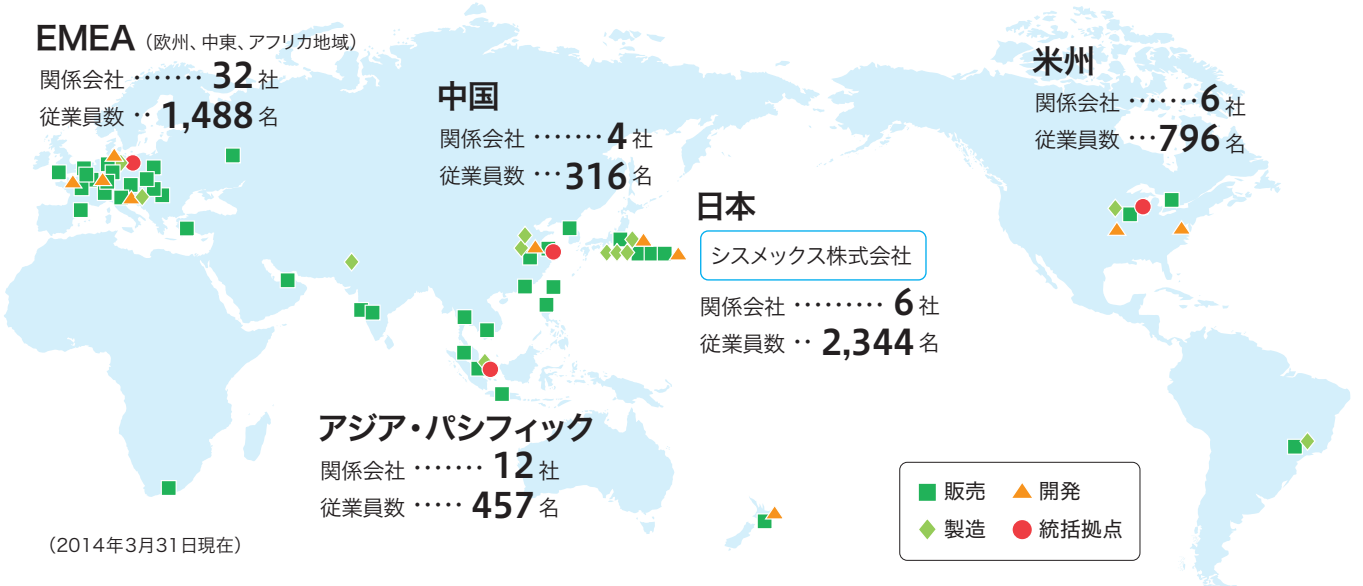 EMEA（欧州、中東、アフリカ地域）
関係会社 ······· 32 社
従業員数 ·· 1,488 名
中国
関係会社 ······· 4 社
従業員数 ··· 316 名
米州
関係会社 ······· 6 社
従業員数 ··· 796 名
日本
シスメックス株式会社
関係会社 ········· 6 社
従業員数 ·· 2,344 名
アジア・パシフィック
関係会社 ······· 12 社
従業員数 ····· 457 名
販売 開発
製造 統括拠点
（2014年3月31日現在）